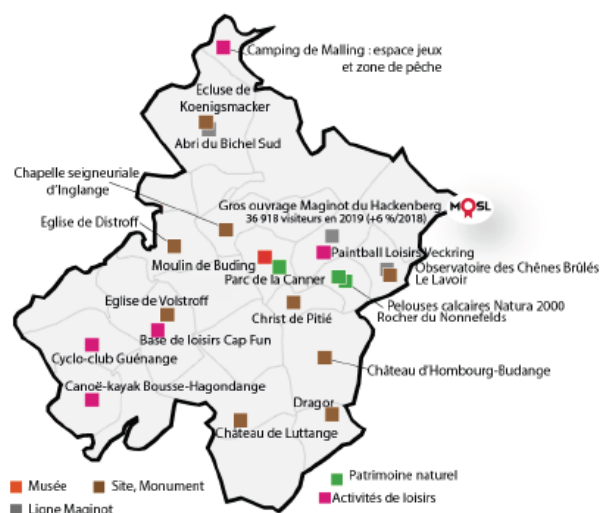 Camping de Malling : espace jeux
et zone de pêche
Ecluse de
Koenigsmacker
Abri du Bichel Sud
Chapelle seigneuriale
d'Inglange
Gros ouvrage Maginot du Hackenberg
36 918 visiteurs en 2019 (+6 %/2018)
MOSL
Eglise de Distroff
Paintball Loisirs Veckring
Moulin de Buding
Observatoire des Chênes Brûlés
Parc de la Canner
Le Lavoir
Eglise de Volstroff
Pelouses calcaires Natura 2000
Christ de Pitié
Rocher du Nonnefelds
Base de loisirs Cap Fun
Cyclo-club Guénange
Château d'Hombourg-Budange
Canoë-kayak Bousse-Hagondange
Dragor
Château de Luttange
Patrimoine naturel
Musée
Site, Monument
Activités de loisirs
Ligne Maginot